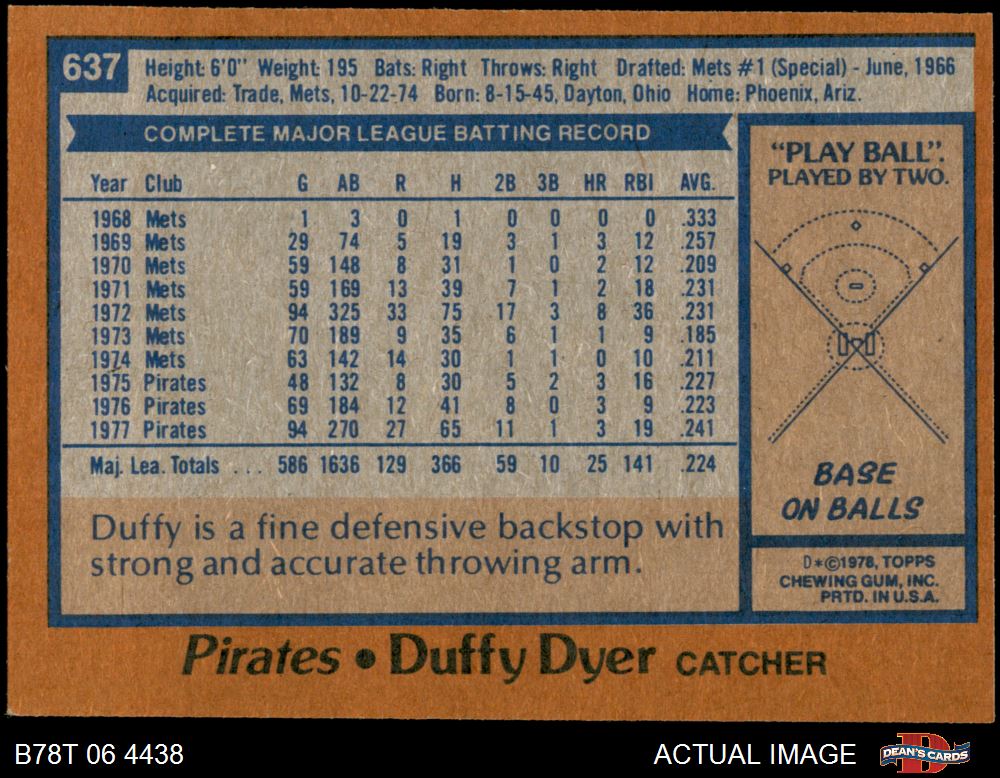 637
Height: 6'0" Weight: 195 Bats: Right Throws: Right Drafted: Mets #1 (Special) - June, 1966
Acquired: Trade, Mets, 10-22-74 Born: 8-15-45, Dayton, Ohio Home: Phoenix, Ariz.
COMPLETE MAJOR LEAGUE BATTING RECORD
Year Club G AB R H 2B 3B HR RBI AVG.
1968 Mets 1 3 0 1 0 0 0 0 .333
1969 Mets 29 74 5 19 3 1 3 12 .257
1970 Mets 59 148 8 31 1 0 2 12 .209
1971 Mets 59 169 13 39 7 1 2 18 .231
1972 Mets 94 325 33 75 17 3 8 36 .231
1973 Mets 70 189 9 35 6 1 1 9 .185
1974 Mets 63 142 14 30 1 1 0 10 .211
1975 Pirates 48 132 8 30 5 2 3 16 .227
1976 Pirates 69 184 12 41 8 0 3 9 .223
1977 Pirates 94 270 27 65 11 1 3 19 .241
Maj. Lea. Totals ... 586 1636 129 366 59 10 25 141 .224
Duffy is a fine defensive backstop with
strong and accurate throwing arm.
"PLAY BALL".
PLAYED BY TWO.
BASE
ON BALLS
D*©1978, TOPPS
CHEWING GUM, INC.
PRTD. IN U.S.A.
Pirates • Duffy Dyer CATCHER
B78T 06 4438
ACTUAL IMAGE
DEAN'S CARDS